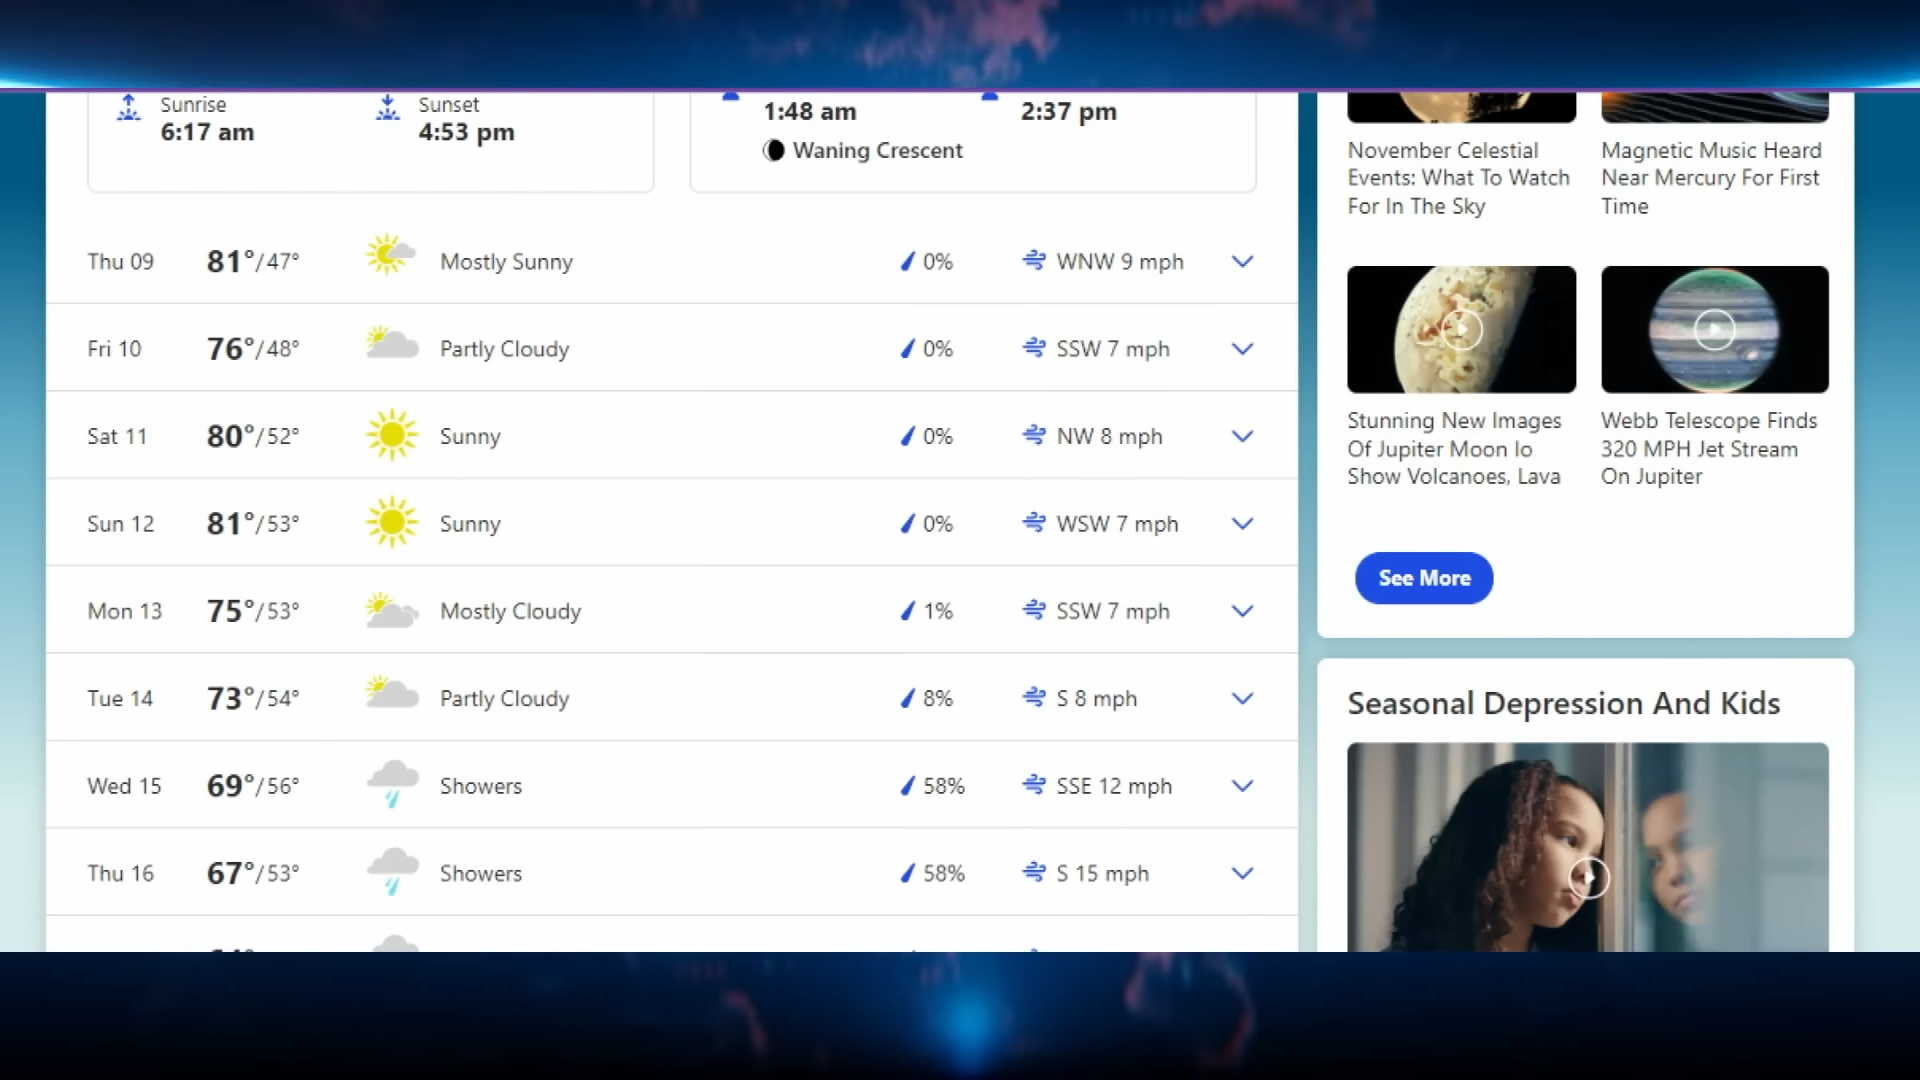 Sunrise
6:17 am
Sunset
4:53 pm
1:48 am
2:37 pm
Waning Crescent
Thu 09 81°/47° Mostly Sunny 0% WNW 9 mph
Fri 10 76°/48° Partly Cloudy 0% SSW 7 mph
Sat 11 80°/52° Sunny 0% NW 8 mph
Sun 12 81°/53° Sunny 0% WSW 7 mph
Mon 13 75°/53° Mostly Cloudy 1% SSW 7 mph
Tue 14 73°/54° Partly Cloudy 8% S 8 mph
Wed 15 69°/56° Showers 58% SSE 12 mph
Thu 16 67°/53° Showers 58% S 15 mph
November Celestial
Events: What To Watch
For In The Sky
Magnetic Music Heard
Near Mercury For First
Time
Stunning New Images
Of Jupiter Moon Io
Show Volcanoes, Lava
Webb Telescope Finds
320 MPH Jet Stream
On Jupiter
See More
Seasonal Depression And Kids